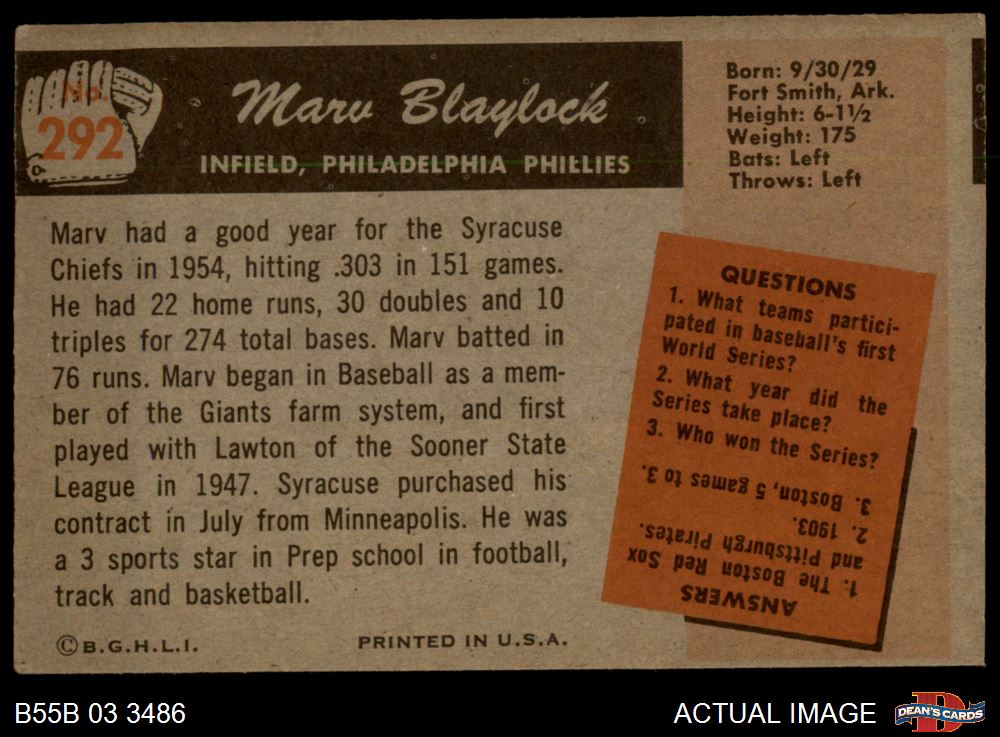 No.
292
Marv Blaylock
INFIELD, PHILADELPHIA PHILLIES
Born: 9/30/29
Fort Smith, Ark.
Height: 6-1½
Weight: 175
Bats: Left
Throws: Left
Marv had a good year for the Syracuse
Chiefs in 1954, hitting .303 in 151 games.
He had 22 home runs, 30 doubles and 10
triples for 274 total bases. Marv batted in
76 runs. Marv began in Baseball as a mem-
ber of the Giants farm system, and first
played with Lawton of the Sooner State
League in 1947. Syracuse purchased his
contract in July from Minneapolis. He was
a 3 sports star in Prep school in football,
track and basketball.
©B.G.H.L.I.
PRINTED IN U.S.A.
QUESTIONS
1. What teams partici-
pated in baseball's first
World Series?
2. What year did the
Series take place?
3. Who won the Series?
ANSWERS
1. The Boston Red Sox
and Pittsburgh Pirates.
2. 1903.
3. Boston, 5 games to 3.
B55B 03 3486
ACTUAL IMAGE
DEAN'S CARDS